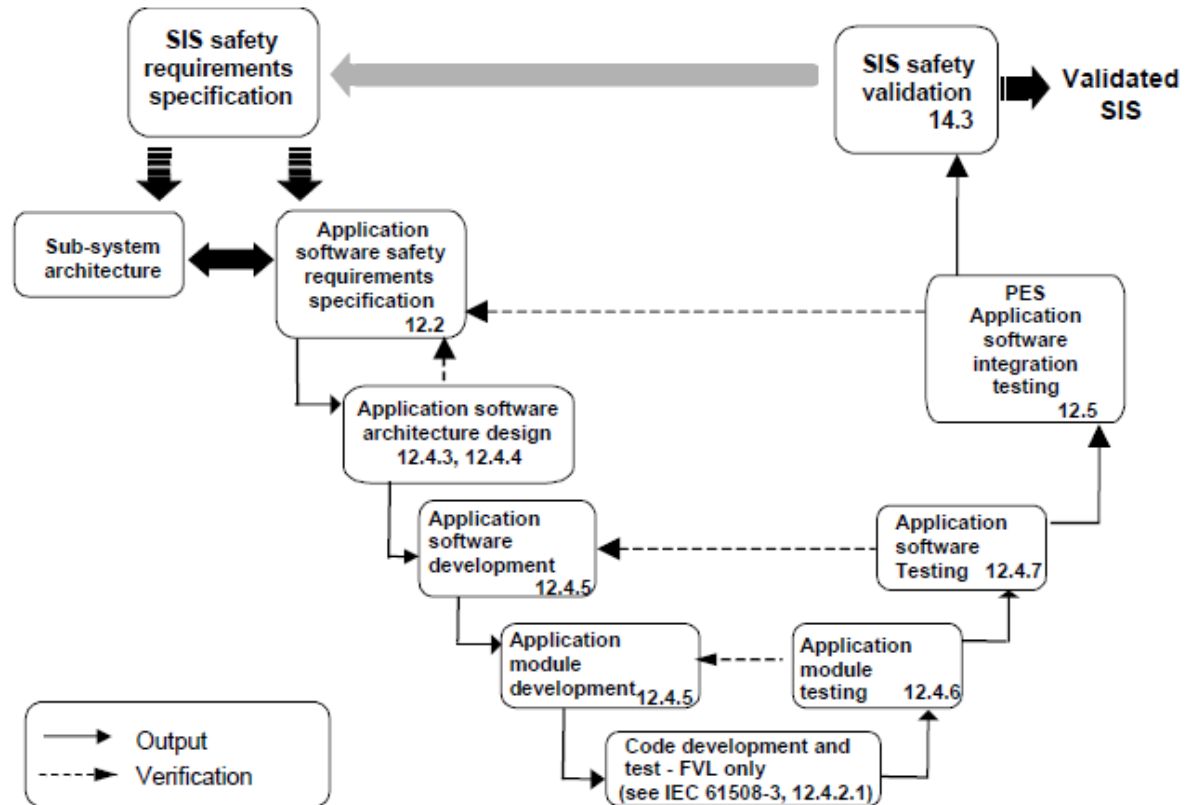 SIS safety
requirements
specification
SIS safety
validation
14.3
Validated
SIS
Sub-system
architecture
Application
software safety
requirements
specification
12.2
PES
Application
software
integration
testing
12.5
Application software
architecture design
12.4.3, 12.4.4
Application
software
development
12.4.5
Application
software
Testing 12.4.7
Application
module
development
12.4.5
Application
module
testing
12.4.6
Code development and
test - FVL only
(see IEC 61508-3, 12.4.2.1)
Output
Verification